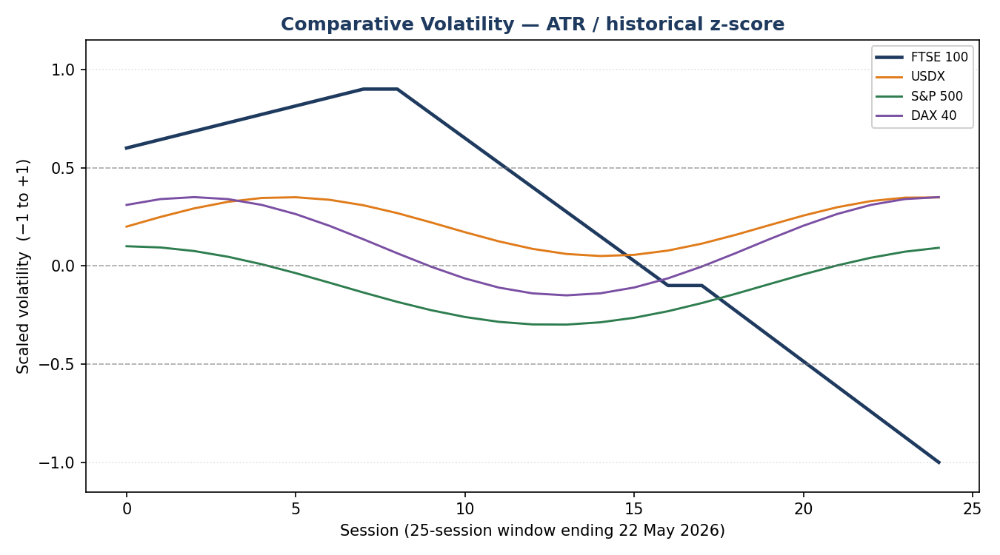 Comparative Volatility — ATR / historical z-score
FTSE 100
USDX
S&P 500
DAX 40
Scaled volatility (−1 to +1)
1.0
0.5
0.0
−0.5
−1.0
0 5 10 15 20 25
Session (25-session window ending 22 May 2026)